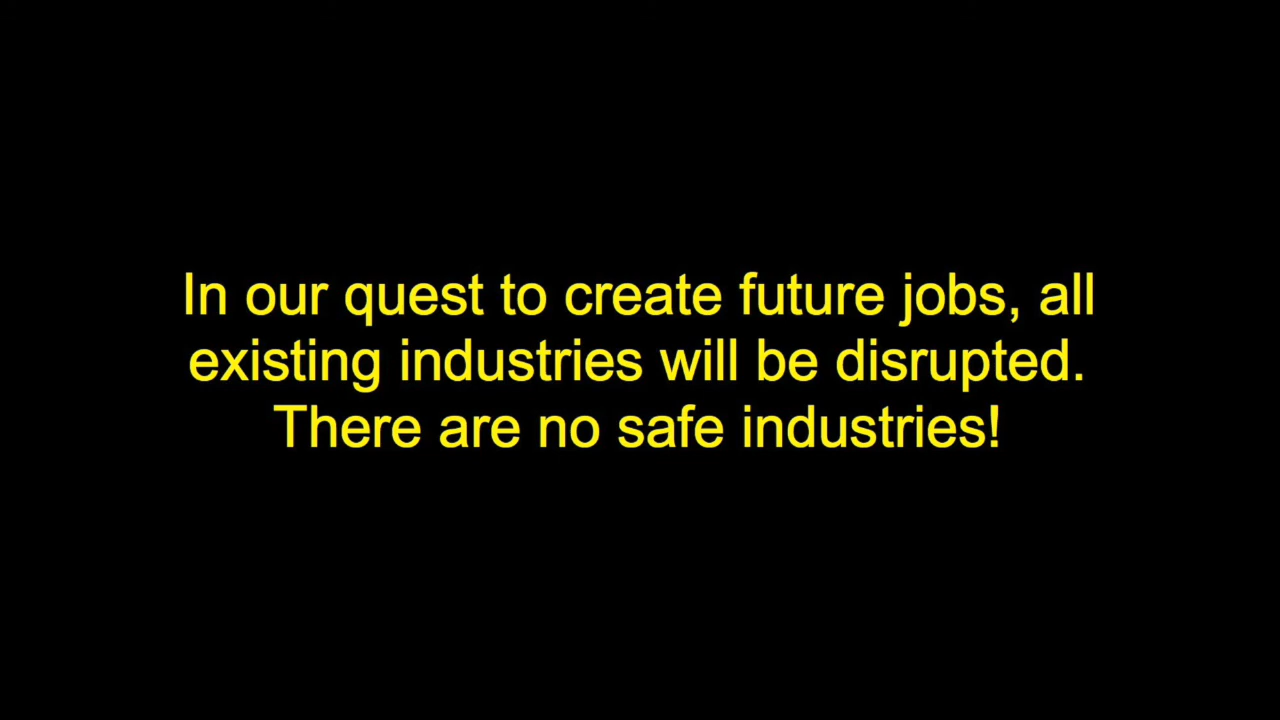 In our quest to create future jobs, all
existing industries will be disrupted.
There are no safe industries!